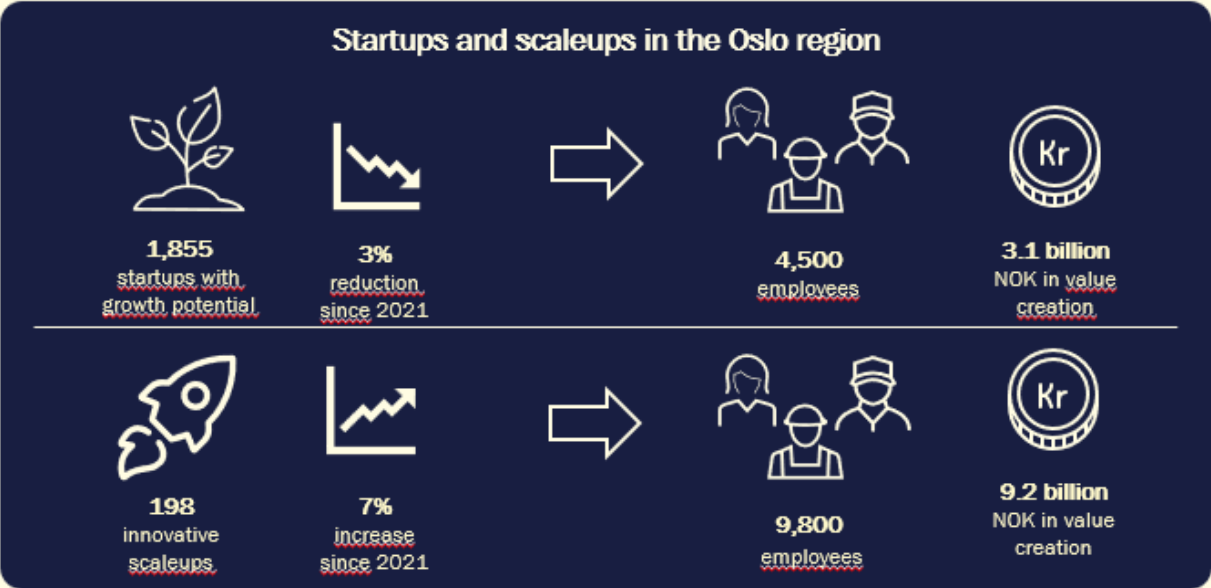 Startups and scaleups in the Oslo region
Kr
1,855
startups with
growth potential
3%
reduction
since 2021
4,500
employees
3.1 billion
NOK in value
creation
Kr
198
innovative
scaleups
7%
increase
since 2021
9,800
employees
9.2 billion
NOK in value
creation